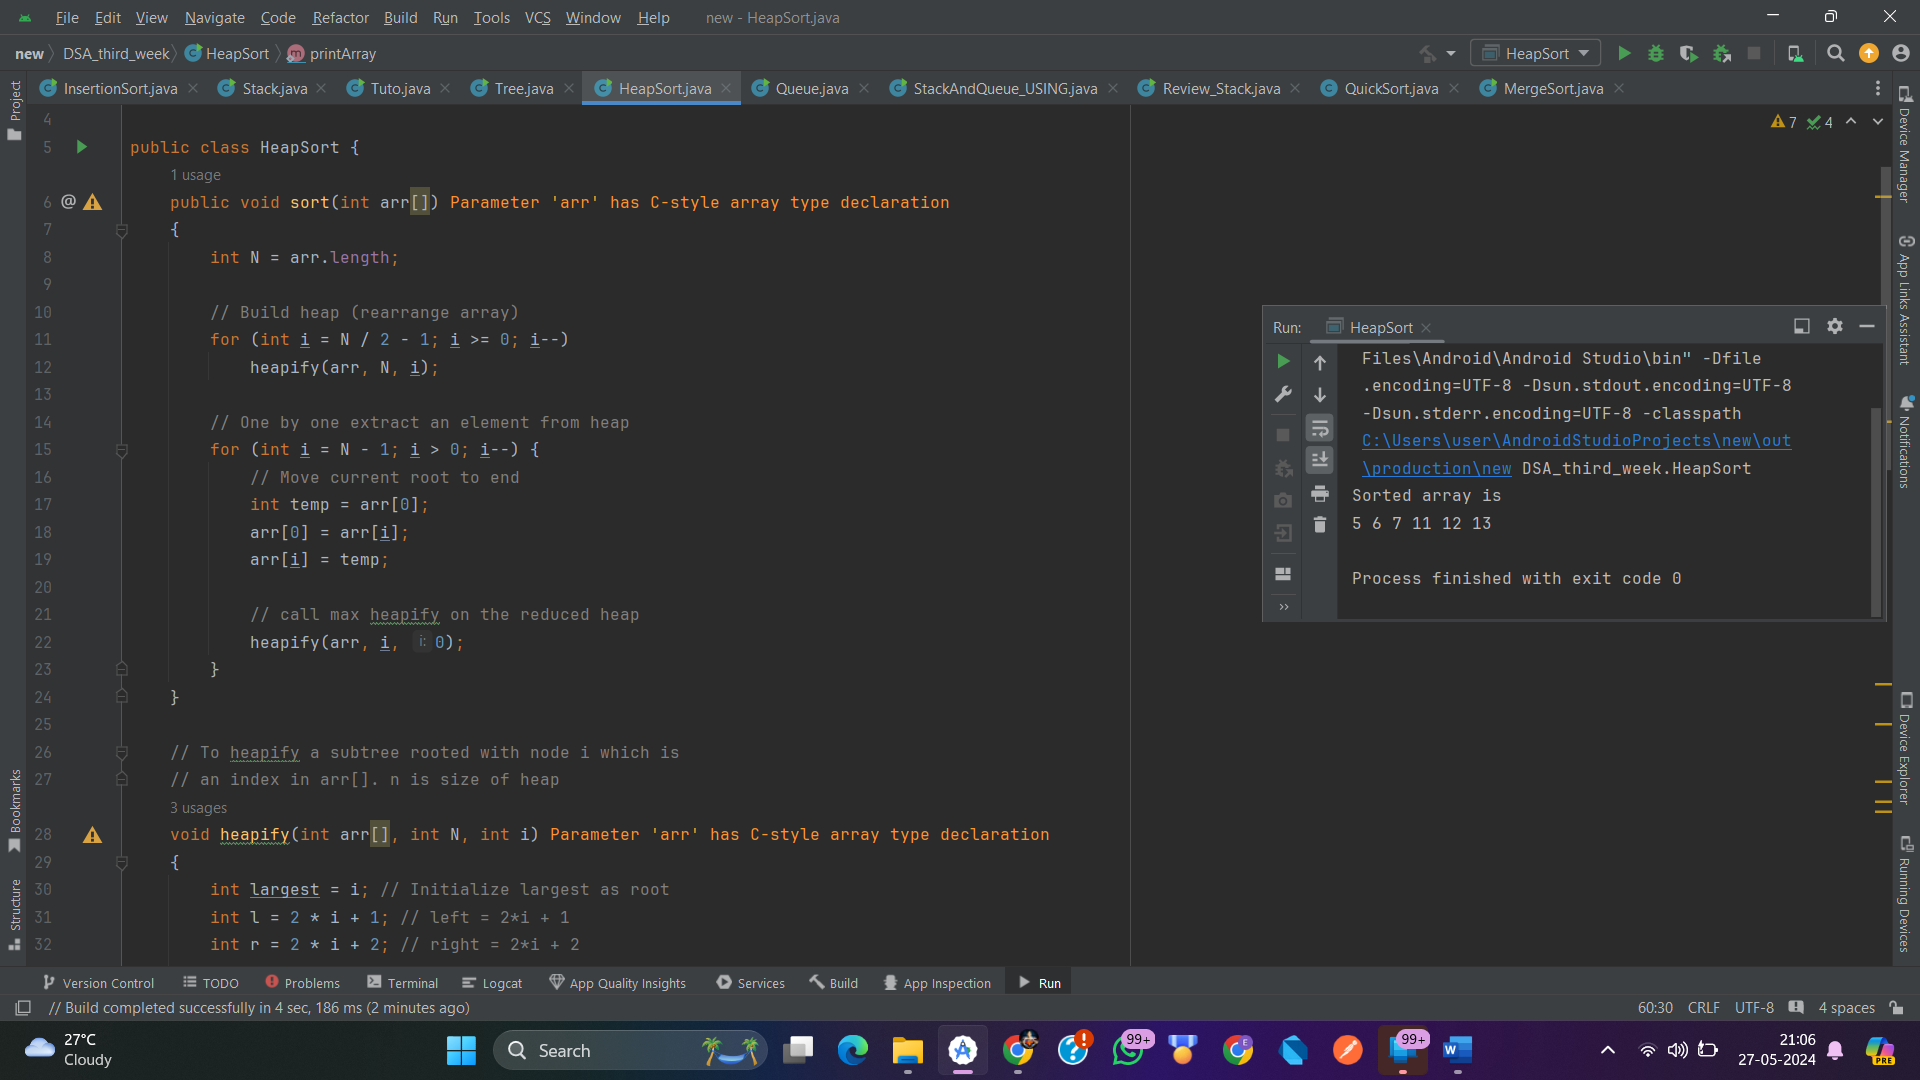 File Edit View Navigate Code Refactor Build Run Tools VCS Window Help new - HeapSort.java
new DSA_third_week HeapSort m printArray HeapSort
InsertionSort.java Stack.java Tuto.java Tree.java HeapSort.java Queue.java StackAndQueue_USING.java Review_Stack.java QuickSort.java MergeSort.java
Project
7 4
4
5 public class HeapSort {
1 usage
6 @ public void sort(int arr[]) Parameter 'arr' has C-style array type declaration
7 {
8 int N = arr.length;
9
10 // Build heap (rearrange array)
11 for (int i = N / 2 - 1; i >= 0; i--)
12 heapify(arr, N, i);
13
14 // One by one extract an element from heap
15 for (int i = N - 1; i > 0; i--) {
16 // Move current root to end
17 int temp = arr[0];
18 arr[0] = arr[i];
19 arr[i] = temp;
20
21 // call max heapify on the reduced heap
22 heapify(arr, i, i: 0);
23 }
24 }
25
26 // To heapify a subtree rooted with node i which is
27 // an index in arr[]. n is size of heap
3 usages
28 void heapify(int arr[], int N, int i) Parameter 'arr' has C-style array type declaration
29 {
30 int largest = i; // Initialize largest as root
31 int l = 2 * i + 1; // left = 2*i + 1
32 int r = 2 * i + 2; // right = 2*i + 2
Run: HeapSort
Files\Android\Android Studio\bin" -Dfile
.encoding=UTF-8 -Dsun.stdout.encoding=UTF-8
-Dsun.stderr.encoding=UTF-8 -classpath
C:\Users\user\AndroidStudioProjects\new\out
\production\new DSA_third_week.HeapSort
Sorted array is
5 6 7 11 12 13
Process finished with exit code 0
Device Manager
App Links Assistant
Notifications
Device Explorer
Running Devices
Bookmarks
Structure
Version Control TODO Problems Terminal Logcat App Quality Insights Services Build App Inspection Run
// Build completed successfully in 4 sec, 186 ms (2 minutes ago) 60:30 CRLF UTF-8 4 spaces
27°C
Cloudy
Search
99+
E
99+
21:06
27-05-2024
PRE